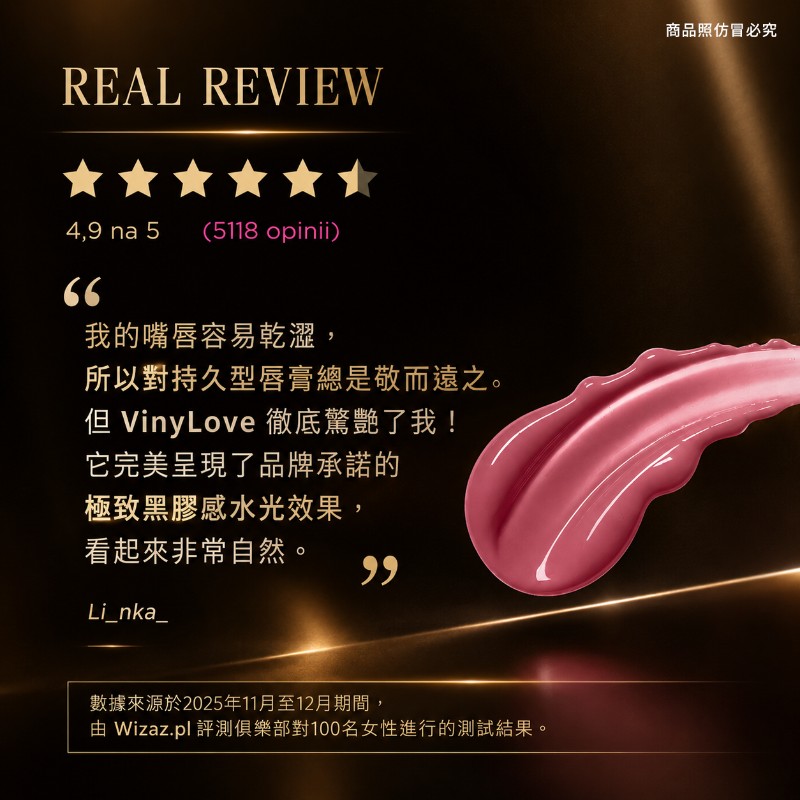 商品照仿冒必究
REAL REVIEW
4,9 na 5 (5118 opinii)
“
我的嘴唇容易乾澀，
所以對持久型唇膏總是敬而遠之。
但 VinyLove 徹底驚艷了我！
它完美呈現了品牌承諾的
極致黑膠感水光效果，
看起來非常自然。
”
Li_nka_
數據來源於2025年11月至12月期間，
由 Wizaz.pl 評測俱樂部對100名女性進行的測試結果。